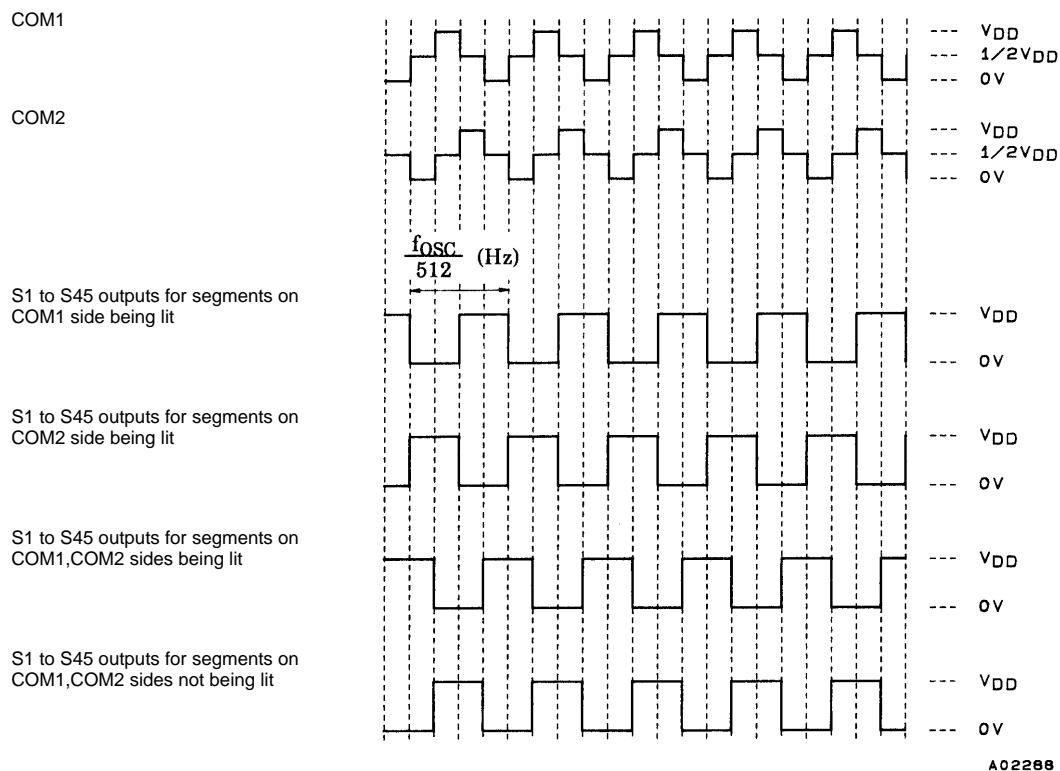 COM1
--- VDD
--- 1/2VDD
--- 0V
COM2
--- VDD
--- 1/2VDD
--- 0V
fOSC
512
(Hz)
S1 to S45 outputs for segments on
COM1 side being lit
--- VDD
--- 0V
S1 to S45 outputs for segments on
COM2 side being lit
--- VDD
--- 0V
S1 to S45 outputs for segments on
COM1,COM2 sides being lit
--- VDD
--- 0V
S1 to S45 outputs for segments on
COM1,COM2 sides not being lit
--- VDD
--- 0V
A02288